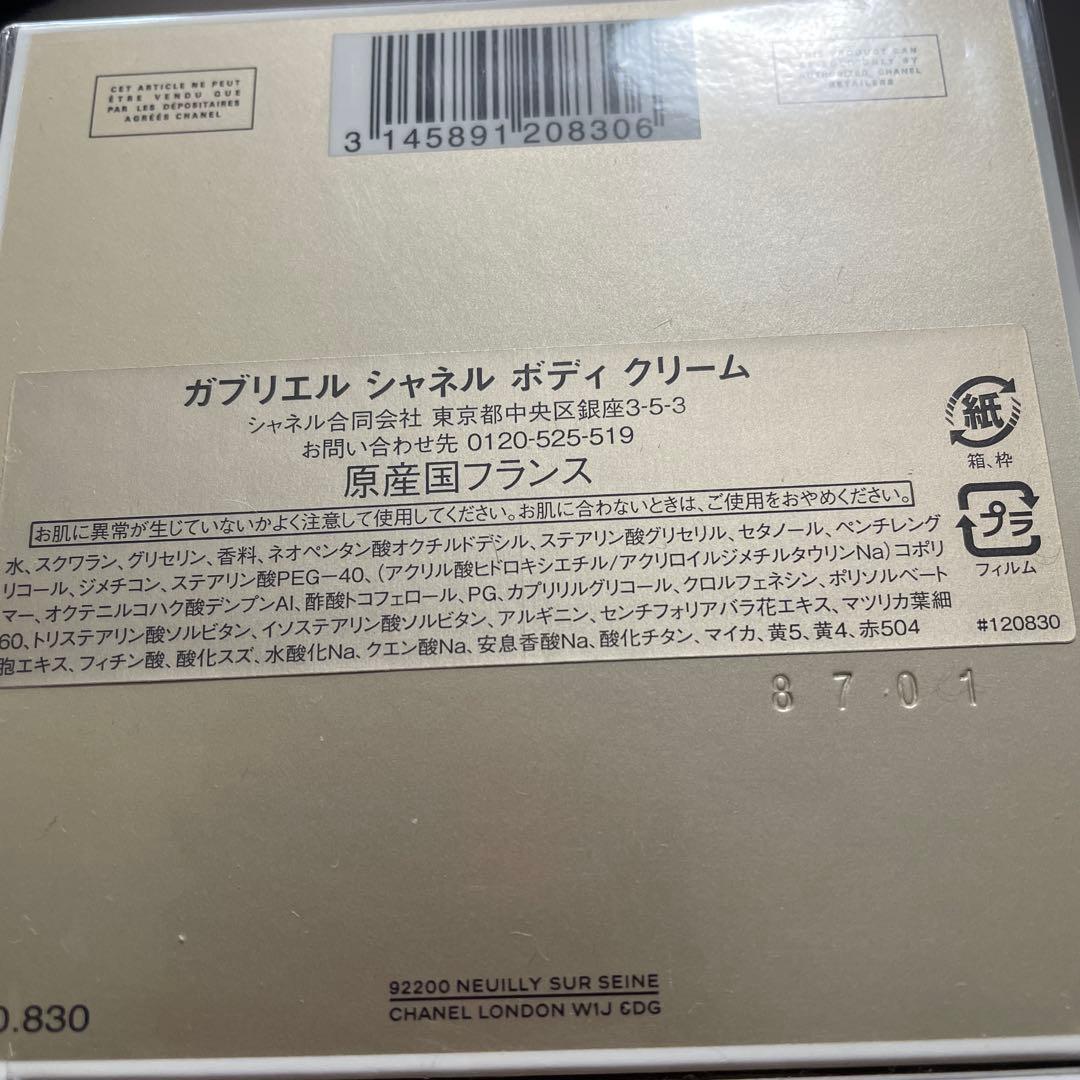 CET ARTICLE NE PEUT
ÊTRE VENDU QUE
PAR LES DÉPOSITAIRES
AGRÉÉS CHANEL
3 145891 208306
THIS PRODUCT CAN
BE SOLD ONLY BY
AUTHORIZED CHANEL
RETAILERS
ガブリエル シャネル ボディ クリーム
シャネル合同会社 東京都中央区銀座3-5-3
お問い合わせ先 0120-525-519
原産国フランス
お肌に異常が生じていないかよく注意して使用してください。お肌に合わないときは、ご使用をおやめください。
水、スクワラン、グリセリン、香料、ネオペンタン酸オクチルドデシル、ステアリン酸グリセリル、セタノール、ペンチレング
リコール、ジメチコン、ステアリン酸PEG-40、(アクリル酸ヒドロキシエチル/アクリロイルジメチルタウリンNa)コポリ
マー、オクテニルコハク酸デンプンAl、酢酸トコフェロール、PG、カプリリルグリコール、クロルフェネシン、ポリソルベート
60、トリステアリン酸ソルビタン、イソステアリン酸ソルビタン、アルギニン、センチフォリアバラ花エキス、マツリカ葉細
胞エキス、フィチン酸、酸化スズ、水酸化Na、クエン酸Na、安息香酸Na、酸化チタン、マイカ、黄5、黄4、赤504
紙
箱、枠
プラ
フィルム
#120830
8701
92200 NEUILLY SUR SEINE
CHANEL LONDON W1J 6DG
0.830